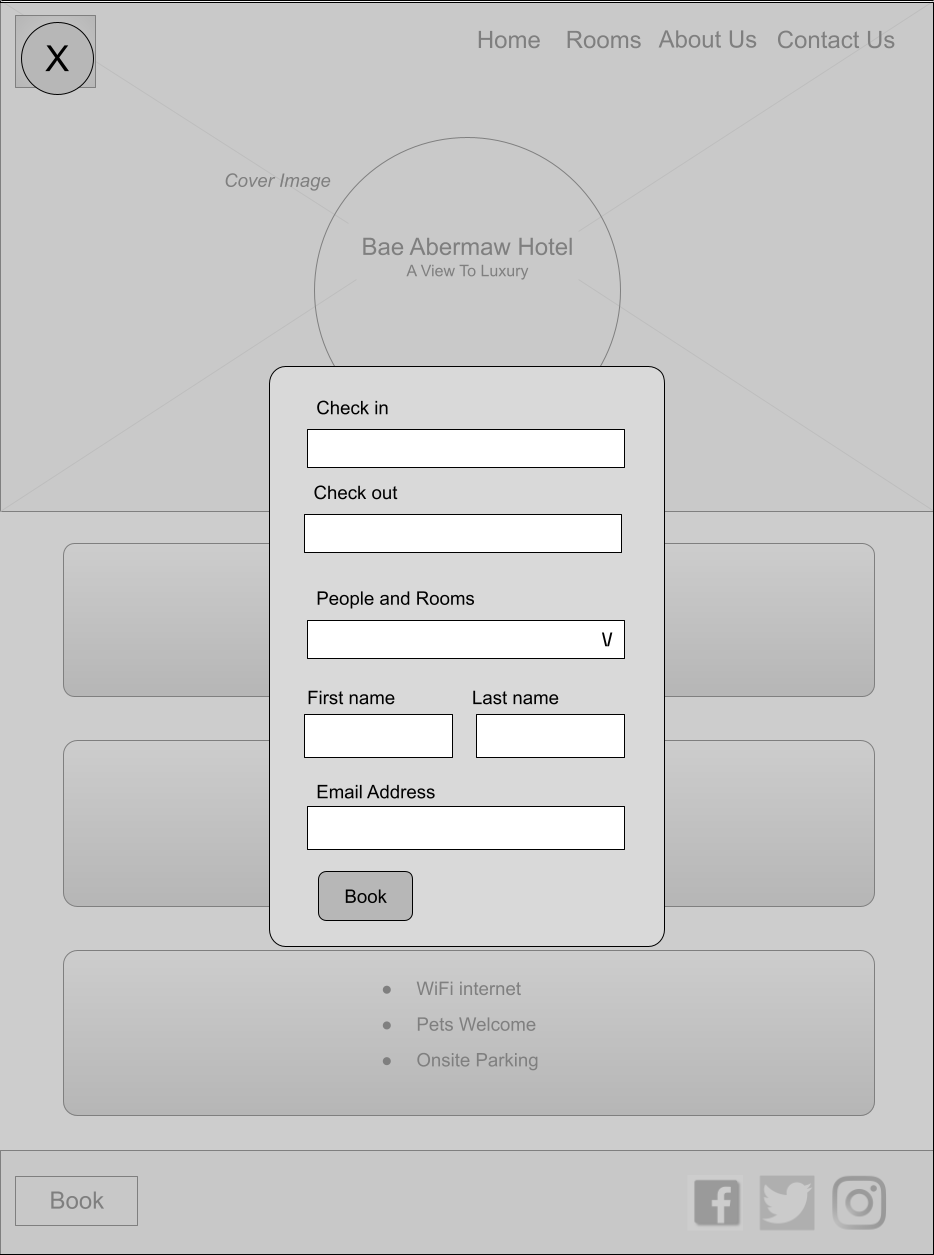 X
Home Rooms About Us Contact Us
Cover Image
Bae Abermaw Hotel
A View To Luxury
Check in
Check out
People and Rooms
V
First name Last name
Email Address
Book
● WiFi internet
● Pets Welcome
● Onsite Parking
Book